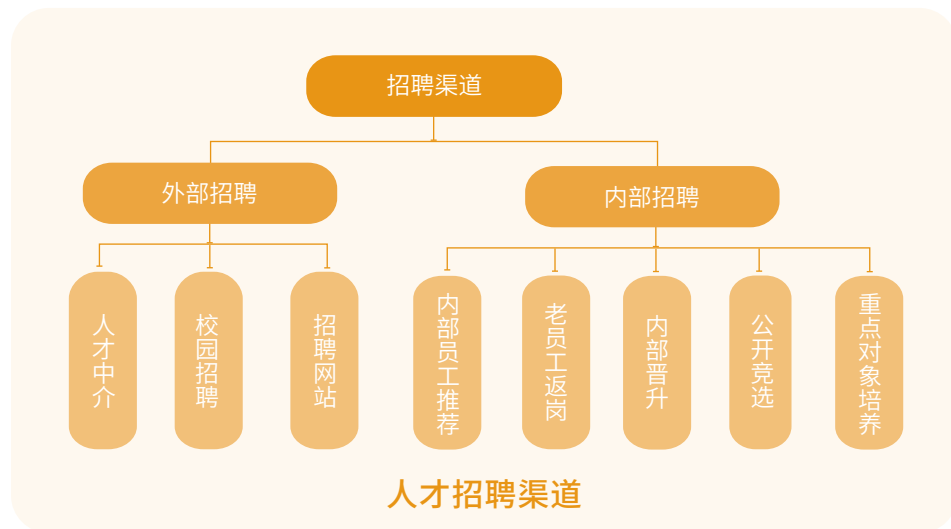 招聘渠道
外部招聘
内部招聘
人才中介
校园招聘
招聘网站
内部员工推荐
老员工返岗
内部晋升
公开竞选
重点对象培养
人才招聘渠道